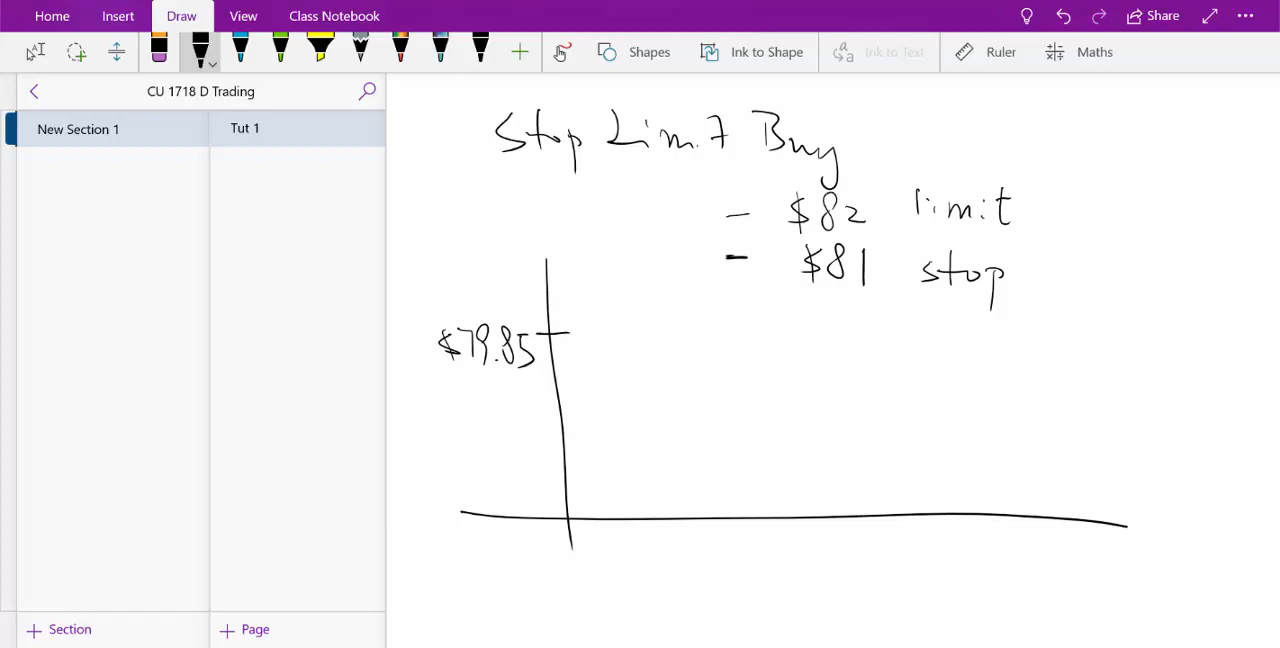 Home Insert Draw View Class Notebook Share
Shapes Ink to Shape Ink to Text Ruler Maths
CU 1718 D Trading
New Section 1
Tut 1
Stop Limit Buy
- $82 limit
- $81 stop
$79.85
+ Section
+ Page